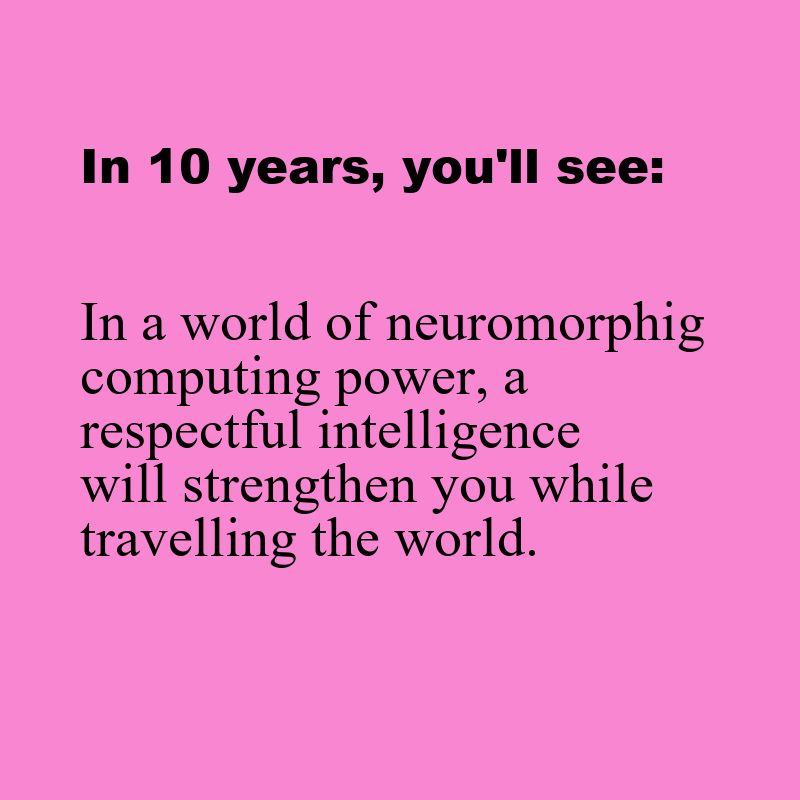 In 10 years, you'll see:
In a world of neuromorphig
computing power, a
respectful intelligence
will strengthen you while
travelling the world.